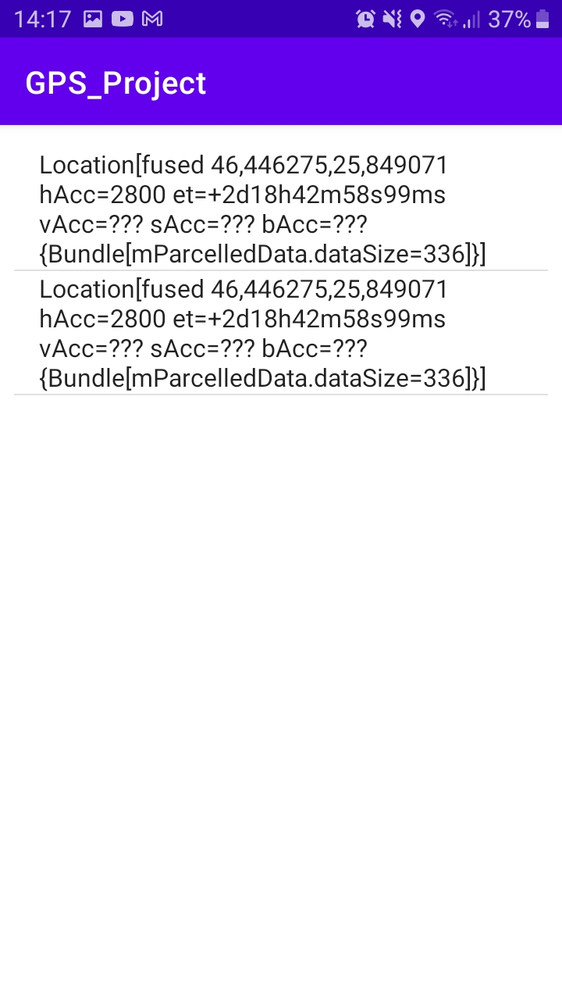 14:17 37%
GPS_Project
Location[fused 46,446275,25,849071
hAcc=2800 et=+2d18h42m58s99ms
vAcc=??? sAcc=??? bAcc=???
{Bundle[mParcelledData.dataSize=336]}]
Location[fused 46,446275,25,849071
hAcc=2800 et=+2d18h42m58s99ms
vAcc=??? sAcc=??? bAcc=???
{Bundle[mParcelledData.dataSize=336]}]